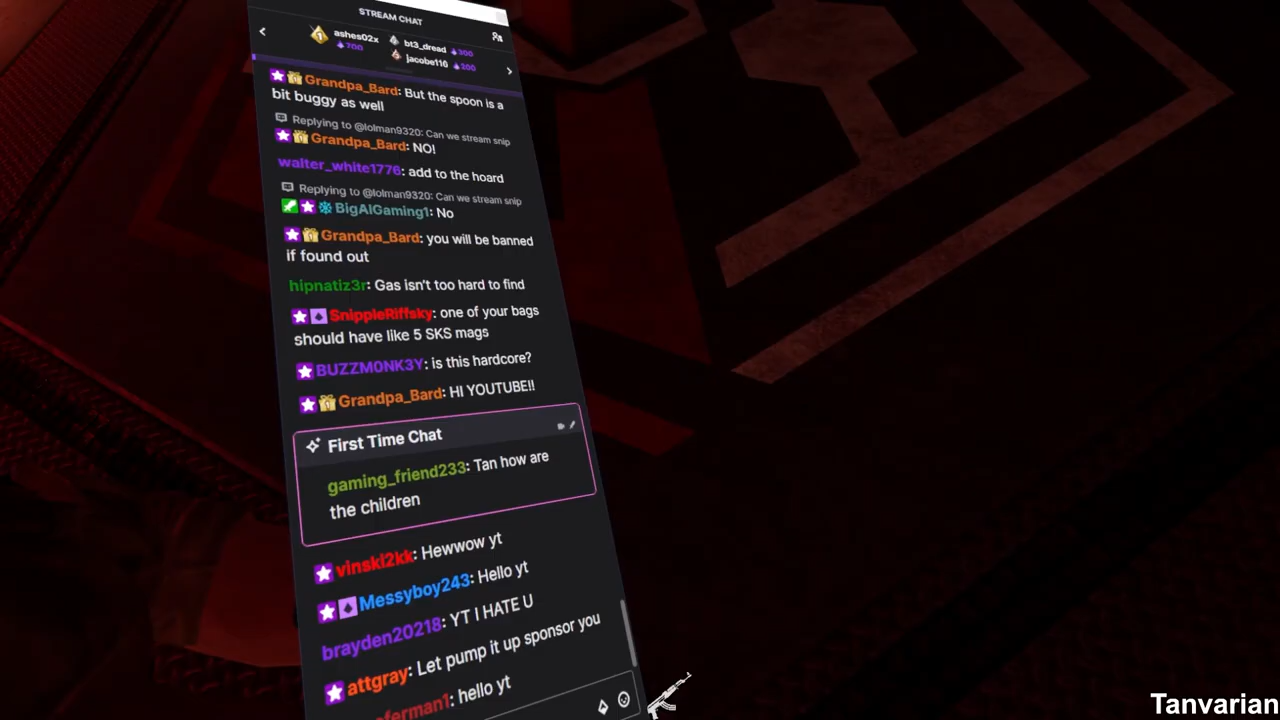 STREAM CHAT
ashes02x
700
bt3_dread 300
jacobe116 200
Grandpa_Bard: But the spoon is a
bit buggy as well
Replying to @lolman9320: Can we stream snip
Grandpa_Bard: NO!
walter_white1776: add to the hoard
Replying to @lolman9320: Can we stream snip
BigAlGaming1: No
Grandpa_Bard: you will be banned
if found out
hipnatiz3r: Gas isn't too hard to find
SnippleRiffsky: one of your bags
should have like 5 SKS mags
BUZZM0NK3Y: is this hardcore?
Grandpa_Bard: HI YOUTUBE!!
First Time Chat
gaming_friend233: Tan how are
the children
vinski2kk: Hewwow yt
Messyboy243: Hello yt
brayden20218: YT I HATE U
attgray: Let pump it up sponsor you
ferman1: hello yt
Tanvarian